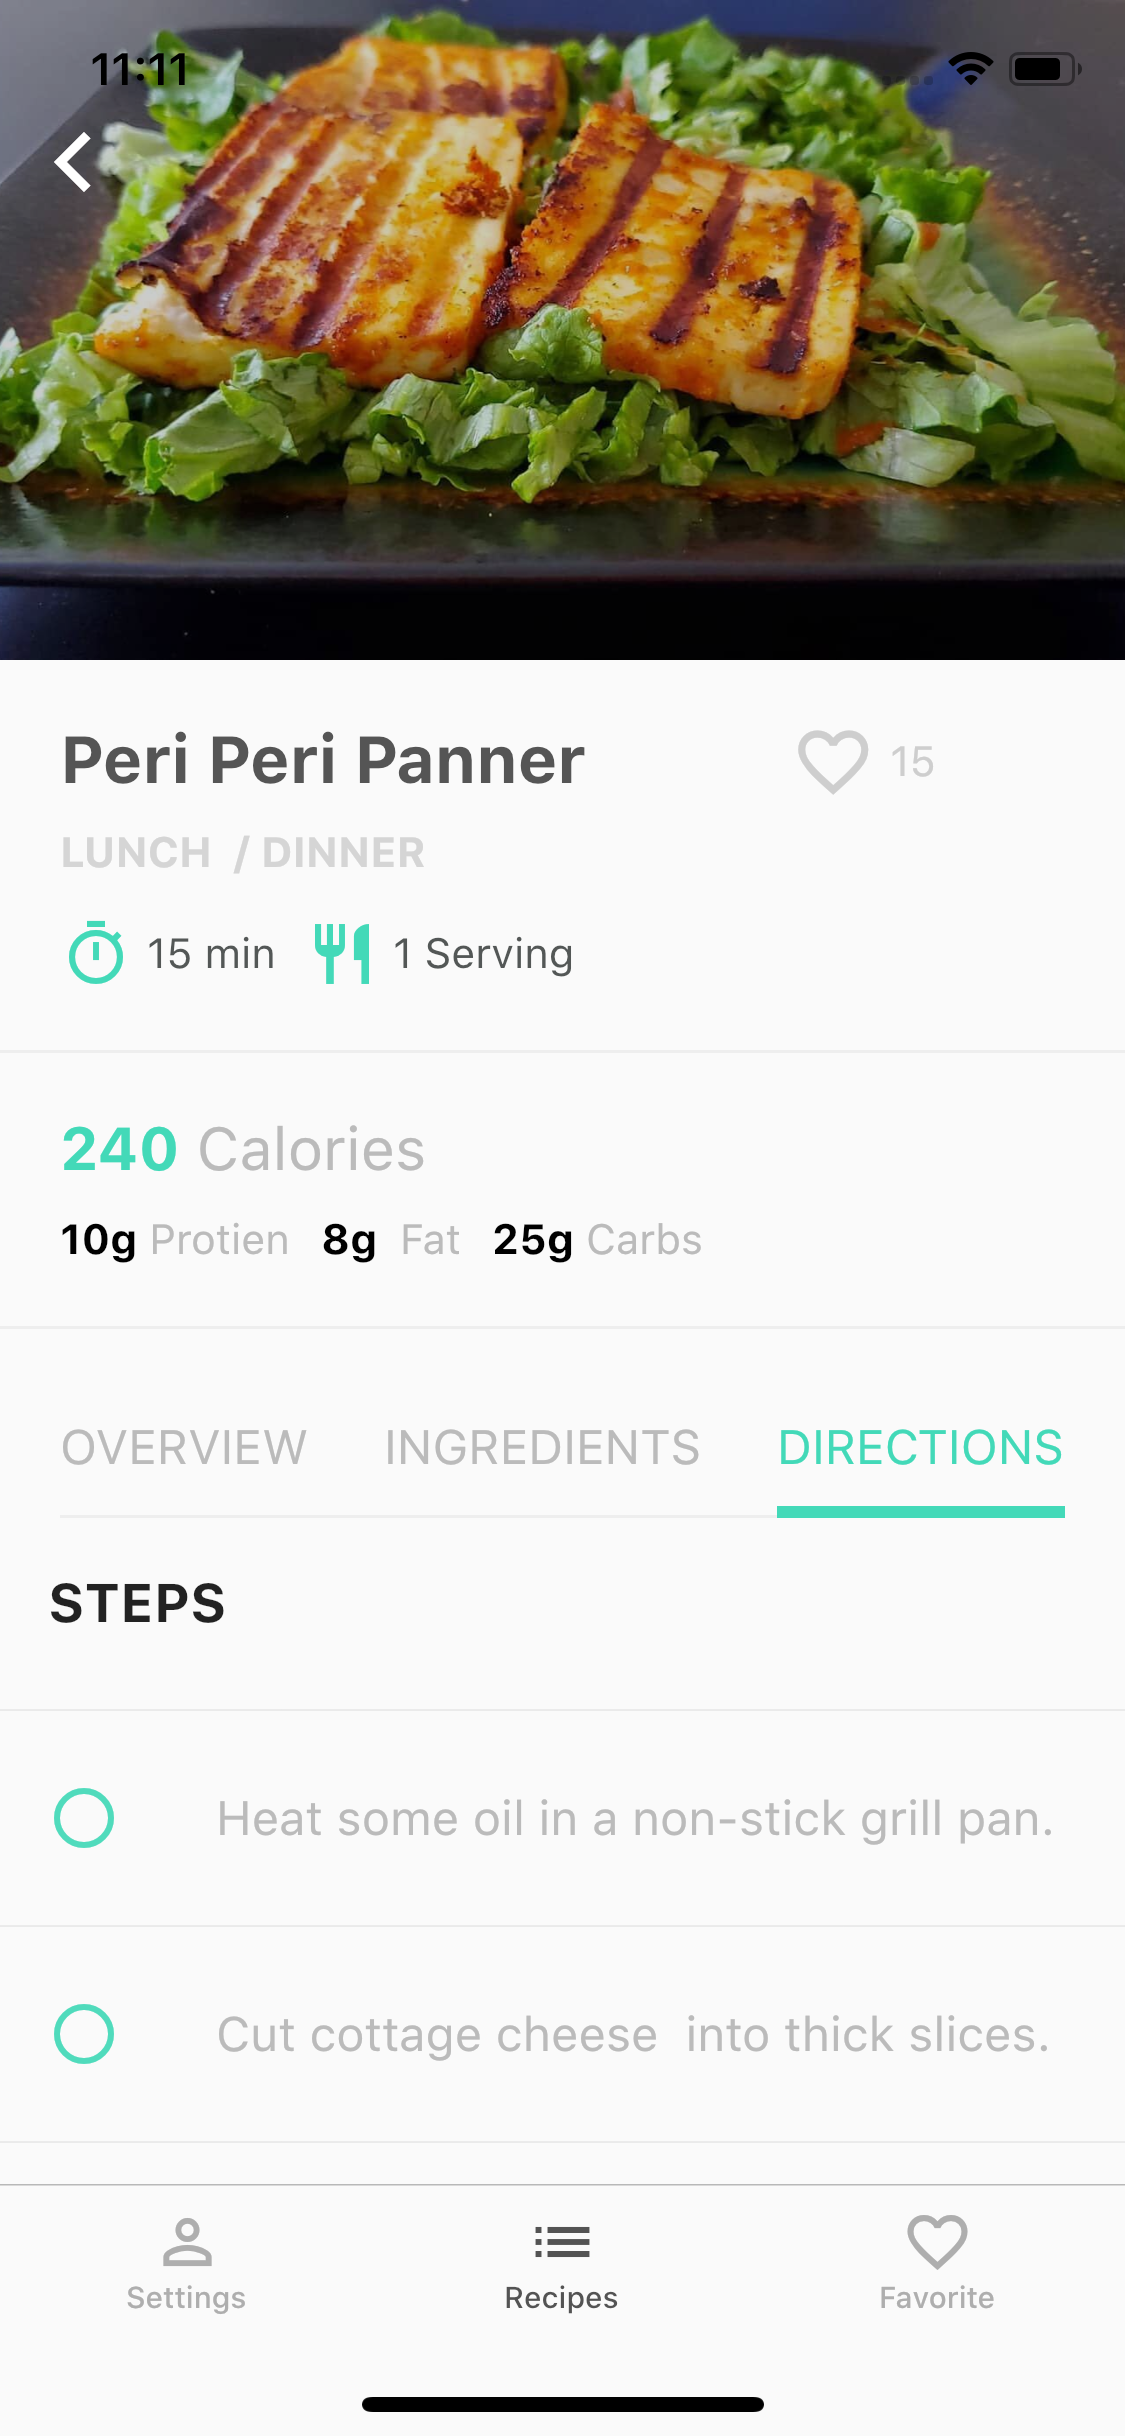 11:11
Peri Peri Panner
15
LUNCH / DINNER
15 min 1 Serving
240 Calories
10g Protien 8g Fat 25g Carbs
OVERVIEW INGREDIENTS DIRECTIONS
STEPS
Heat some oil in a non-stick grill pan.
Cut cottage cheese into thick slices.
Settings Recipes Favorite